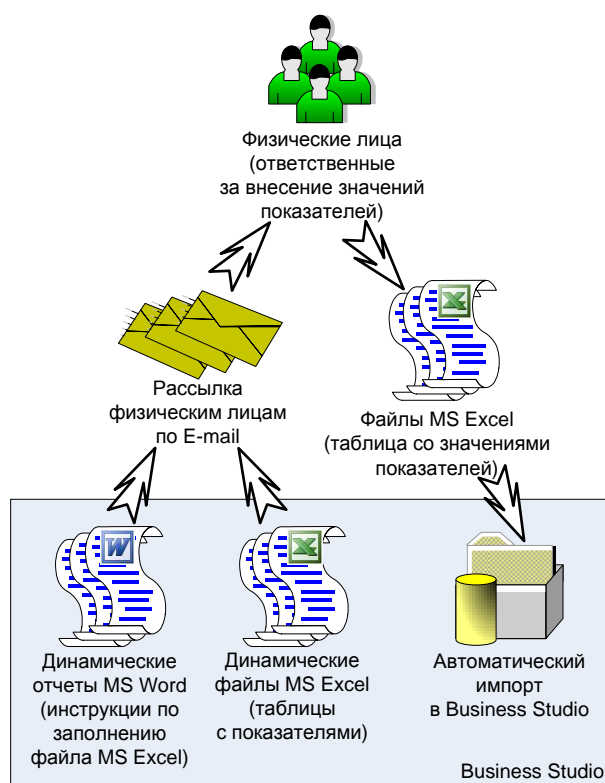 Физические лица
(ответственные
за внесение значений
показателей)
Рассылка
физическим лицам
по E-mail
Файлы MS Excel
(таблица со значениями
показателей)
Динамические
отчеты MS Word
(инструкции по
заполнению
файла MS Excel)
Динамические
файлы MS Excel
(таблицы
с показателями)
Автоматический
импорт
в Business Studio
Business Studio